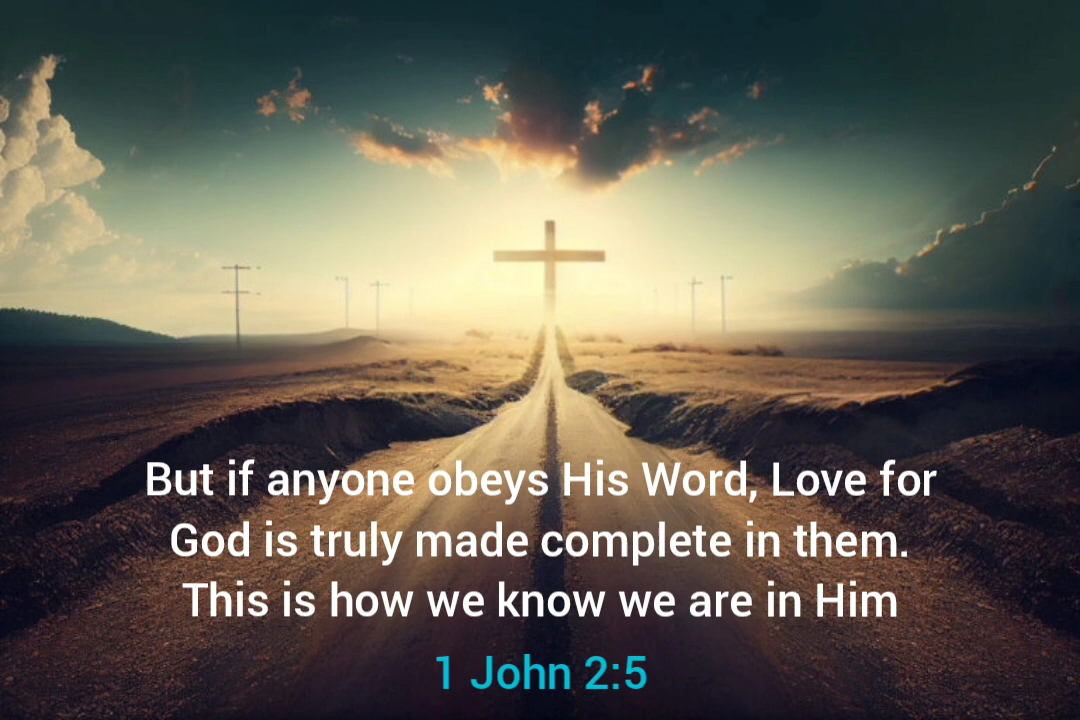 But if anyone obeys His Word, Love for
God is truly made complete in them.
This is how we know we are in Him
1 John 2:5